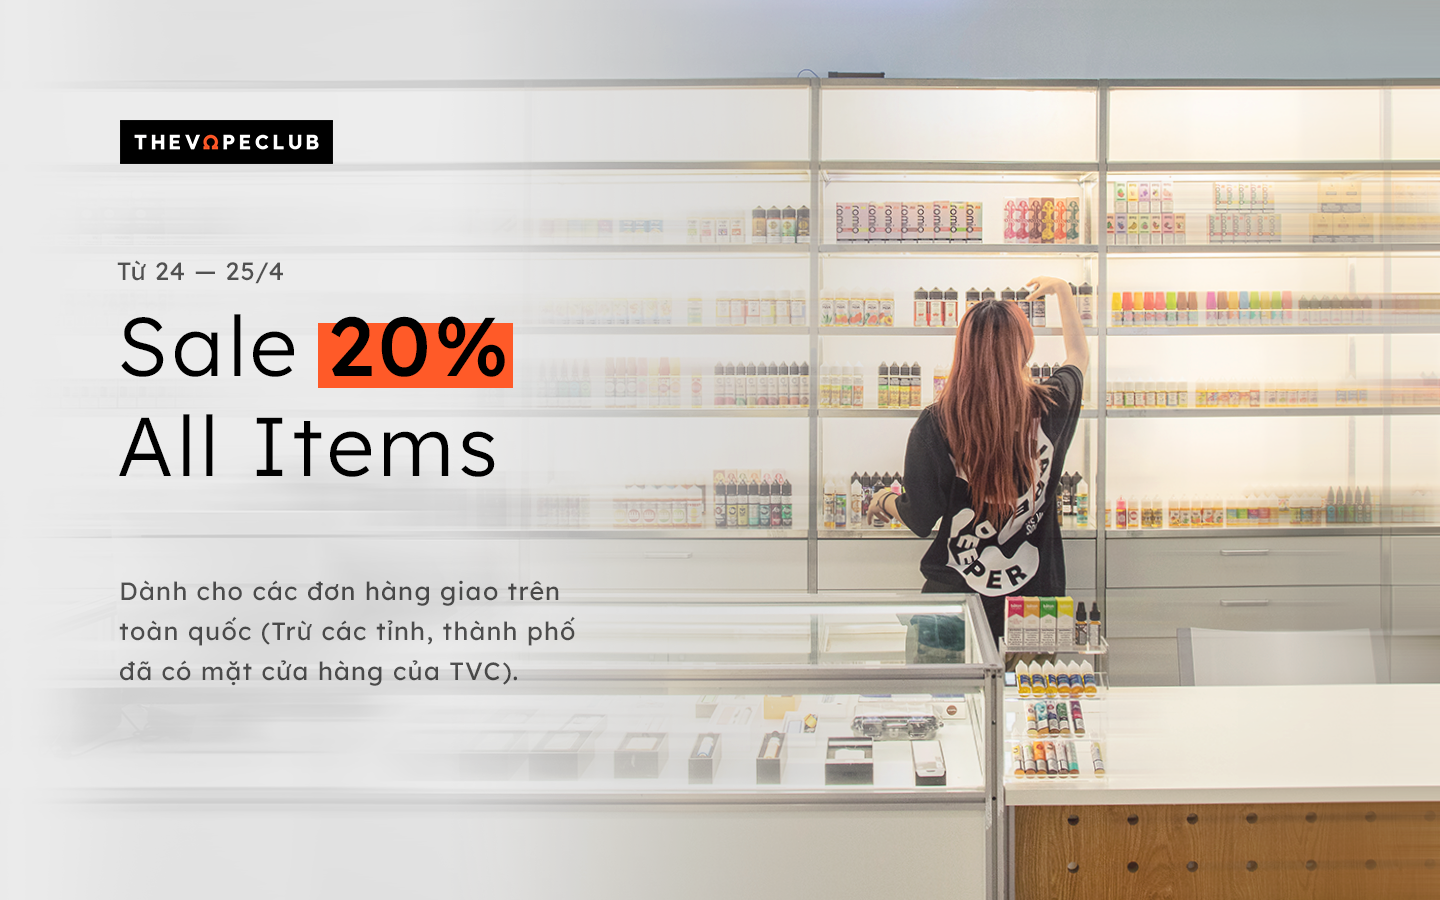 THEVAPECLUB
Từ 24 — 25/4
Sale 20%
All Items
Dành cho các đơn hàng giao trên
toàn quốc (Trừ các tỉnh, thành phố
đã có mặt cửa hàng của TVC).
DEEPER